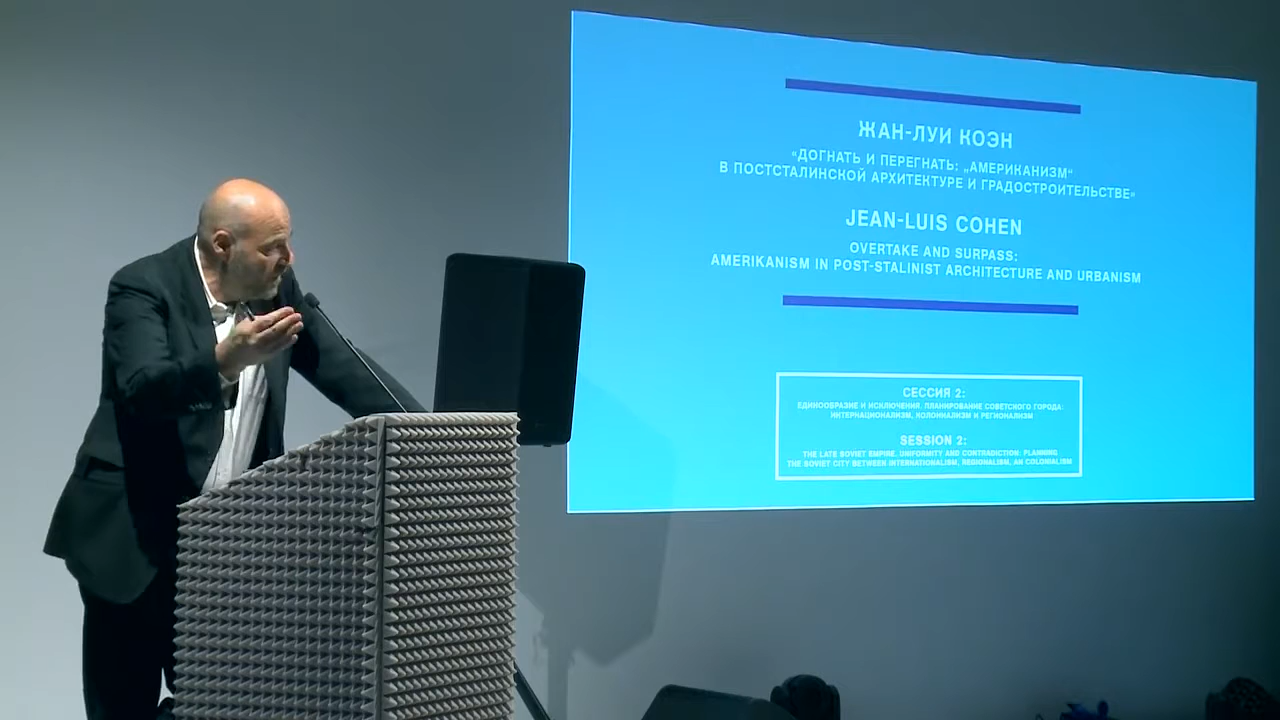 ЖАН-ЛУИ КОЭН
"ДОГНАТЬ И ПЕРЕГНАТЬ: „АМЕРИКАНИЗМ“
В ПОСТСТАЛИНСКОЙ АРХИТЕКТУРЕ И ГРАДОСТРОИТЕЛЬСТВЕ"
JEAN-LUIS COHEN
OVERTAKE AND SURPASS:
AMERIKANISM IN POST-STALINIST ARCHITECTURE AND URBANISM
СЕССИЯ 2:
ЕДИНООБРАЗИЕ И ИСКЛЮЧЕНИЯ. ПЛАНИРОВАНИЕ СОВЕТСКОГО ГОРОДА:
ИНТЕРНАЦИОНАЛИЗМ, КОЛОНИАЛИЗМ И РЕГИОНАЛИЗМ
SESSION 2:
THE LATE SOVIET EMPIRE. UNIFORMITY AND CONTRADICTION: PLANNING
THE SOVIET CITY BETWEEN INTERNATIONALISM, REGIONALISM, AN COLONIALISM